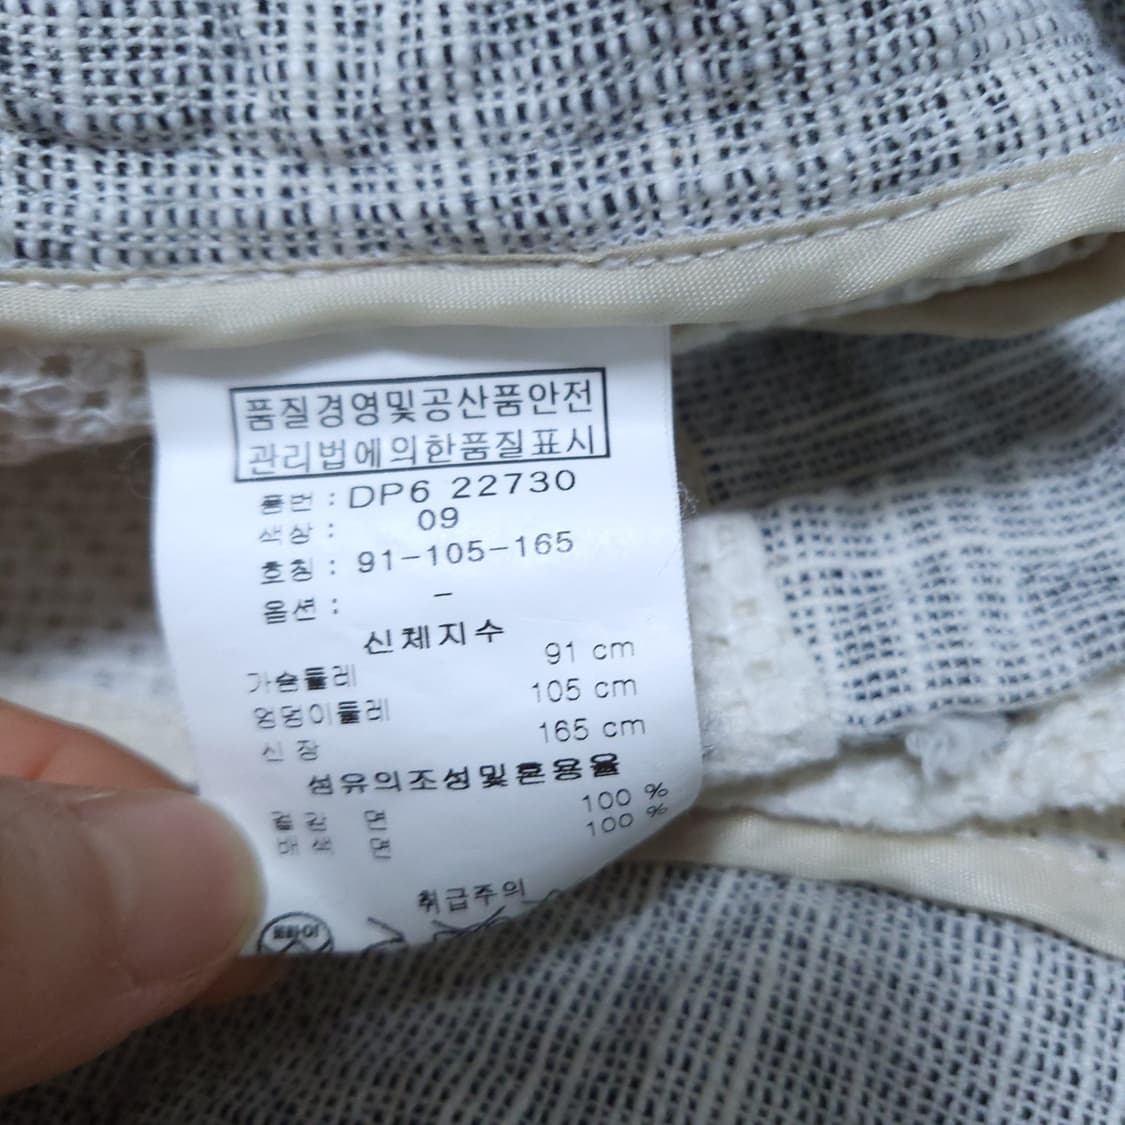 품질경영및공산품안전
관리법에의한품질표시
품번 : DP6 22730
색상 : 09
호칭 : 91-105-165
옵션 : -
신체지수
가슴둘레 91 cm
엉덩이둘레 105 cm
신장 165 cm
섬유의조성및혼용율
겉감 면 100 %
배색 면 100 %
취급주의
드라이